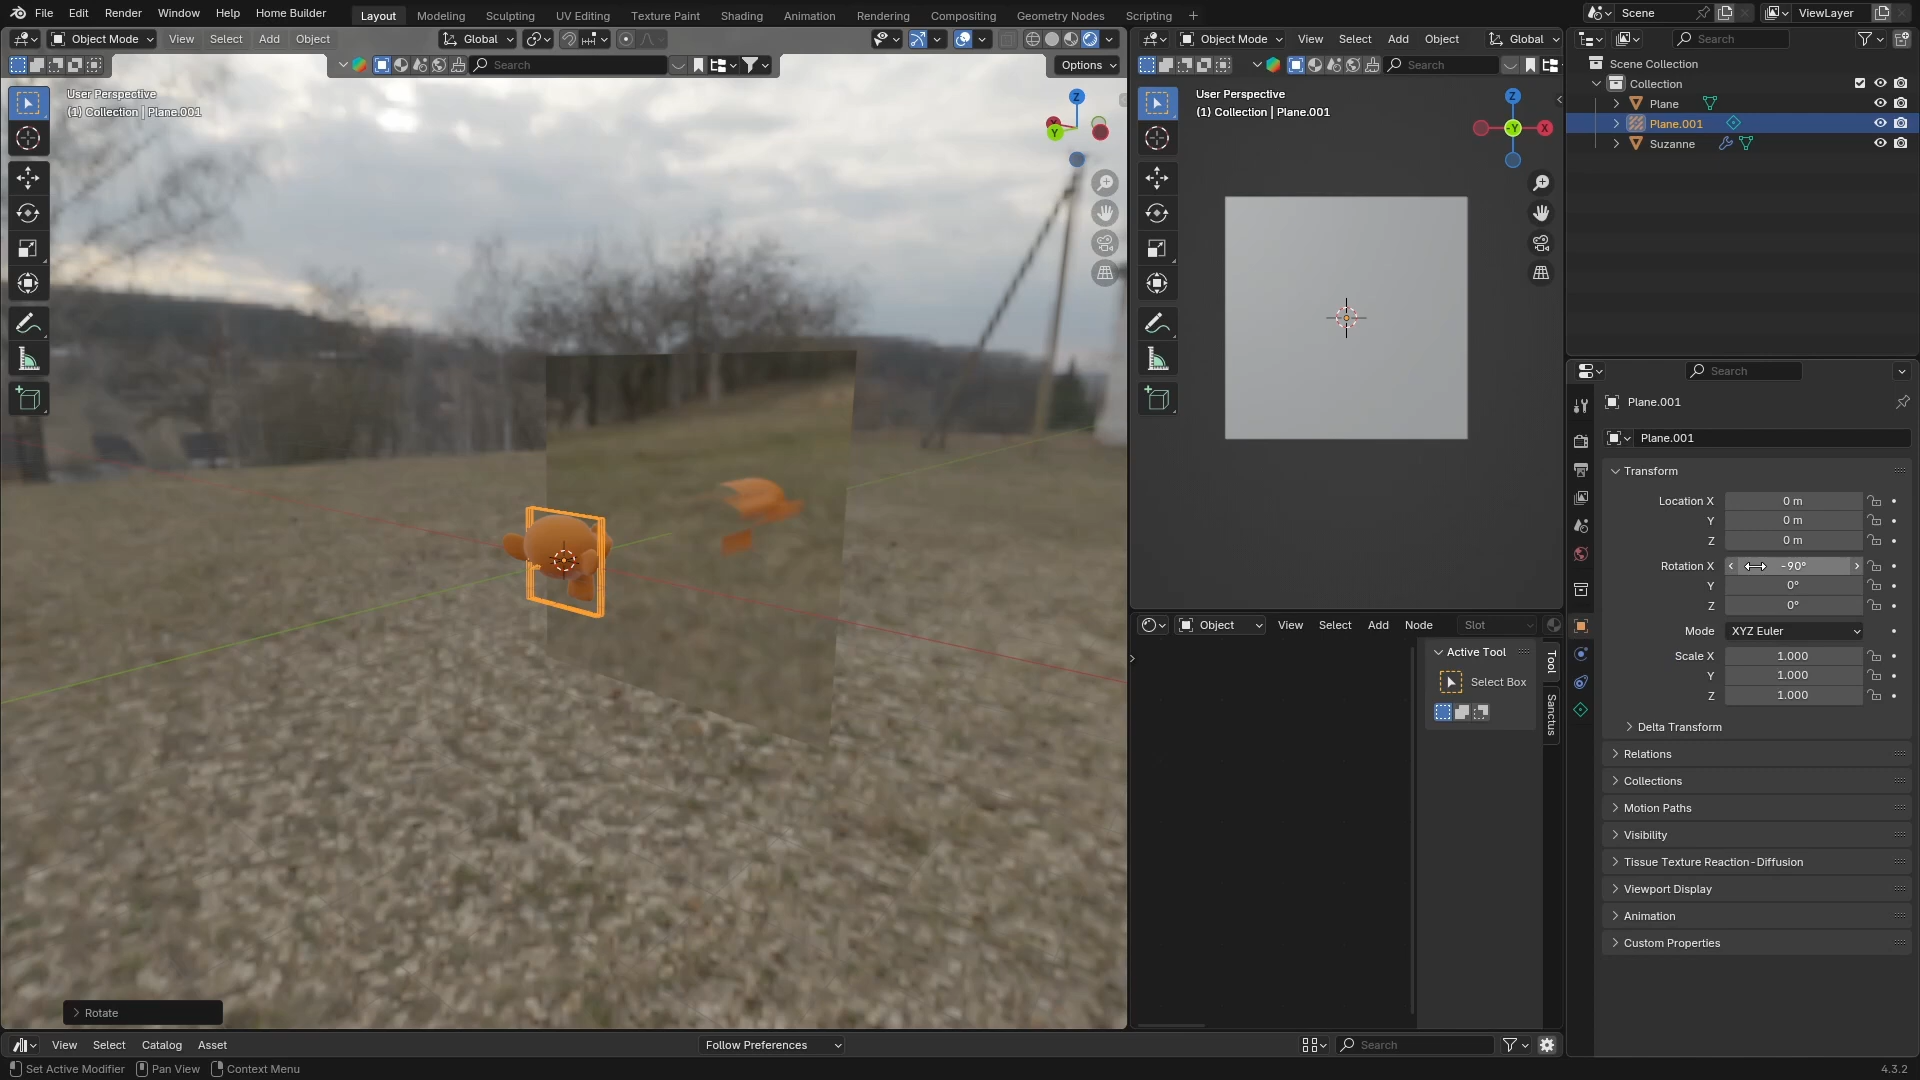 File Edit Render Window Help Home Builder Layout Modeling Sculpting UV Editing Texture Paint Shading Animation Rendering Compositing Geometry Nodes Scripting Scene ViewLayer
Object Mode View Select Add Object Global
Search Options
User Perspective
(1) Collection | Plane.001
Z
Y
Rotate
Object Mode View Select Add Object Global
Search
User Perspective
(1) Collection | Plane.001
Z
-Y X
Object View Select Add Node Slot
Active Tool
Select Box
Tool
Sanctus
Search
Scene Collection
Collection
Plane
Plane.001
Suzanne
Search
Plane.001
Plane.001
Transform
Location X 0 m
Y 0 m
Z 0 m
Rotation X -90°
Y 0°
Z 0°
Mode XYZ Euler
Scale X 1.000
Y 1.000
Z 1.000
Delta Transform
Relations
Collections
Motion Paths
Visibility
Tissue Texture Reaction-Diffusion
Viewport Display
Animation
Custom Properties
View Select Catalog Asset Follow Preferences Search
Set Active Modifier Pan View Context Menu 4.3.2